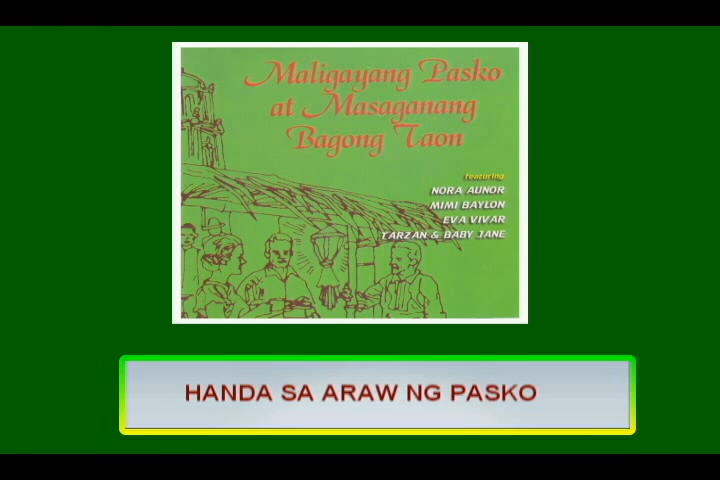 Maligayang Pasko
at Masaganang
Bagong Taon
featuring
NORA AUNOR
MIMI BAYLON
EVA VIVAR
TARZAN & BABY JANE
HANDA SA ARAW NG PASKO